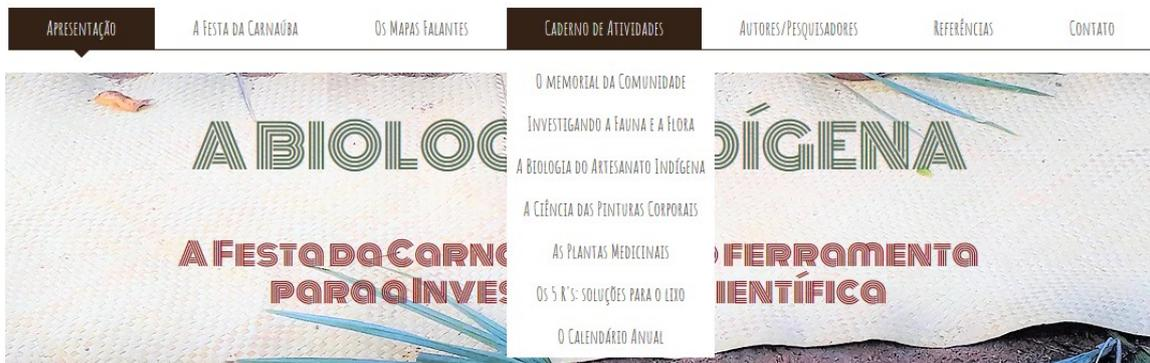 Apresentação
A Festa da Carnaúba
Os Mapas Falantes
Caderno de Atividades
Autores/Pesquisadores
Referências
Contato
O memorial da Comunidade
Investigando a Fauna e a Flora
A Biologia do Artesanato Indígena
A Ciência das Pinturas Corporais
As Plantas Medicinais
Os 5 R's: soluções para o lixo
O Calendário Anual
A BIOLOG DÍGENA
A Festa da Carna ferramenta
para a Inves ientífica